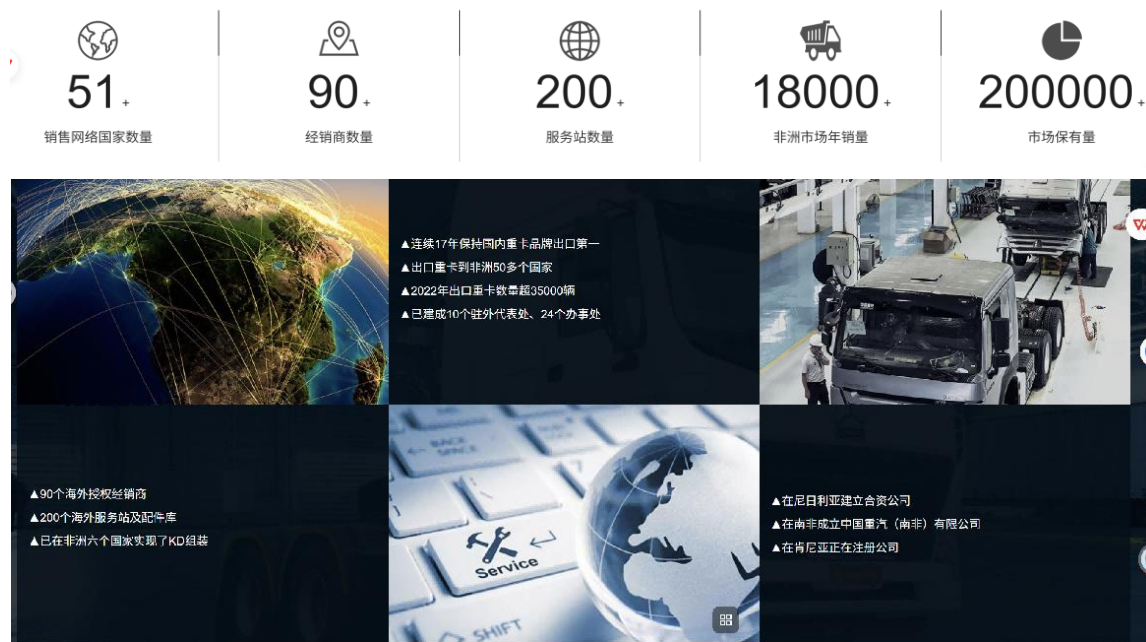 51+
销售网络国家数量
90+
经销商数量
200+
服务站数量
18000+
非洲市场年销量
200000+
市场保有量
▲连续17年保持国内重卡品牌出口第一
▲出口重卡到非洲50多个国家
▲2022年出口重卡数量超35000辆
▲已建成10个驻外代表处、24个办事处
▲90个海外授权经销商
▲200个海外服务站及配件库
▲已在非洲六个国家实现了KD组装
BACK
SPACE
Service
SHIFT
▲在尼日利亚建立合资公司
▲在南非成立中国重汽（南非）有限公司
▲在肯尼亚正在注册公司